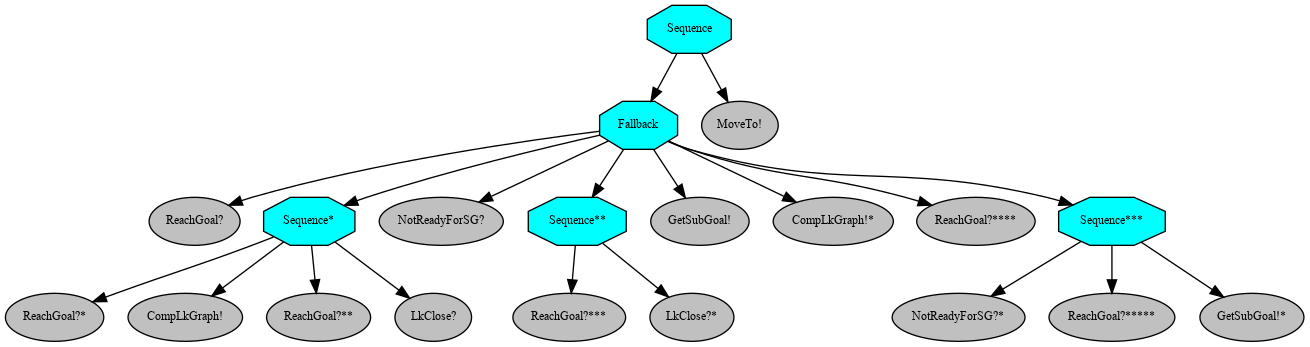 Sequence
Fallback
MoveTo!
ReachGoal?
Sequence*
NotReadyForSG?
Sequence**
GetSubGoal!
CompLkGraph!*
ReachGoal?****
Sequence***
ReachGoal?*
CompLkGraph!
ReachGoal?**
LkClose?
ReachGoal?***
LkClose?*
NotReadyForSG?*
ReachGoal?*****
GetSubGoal!*